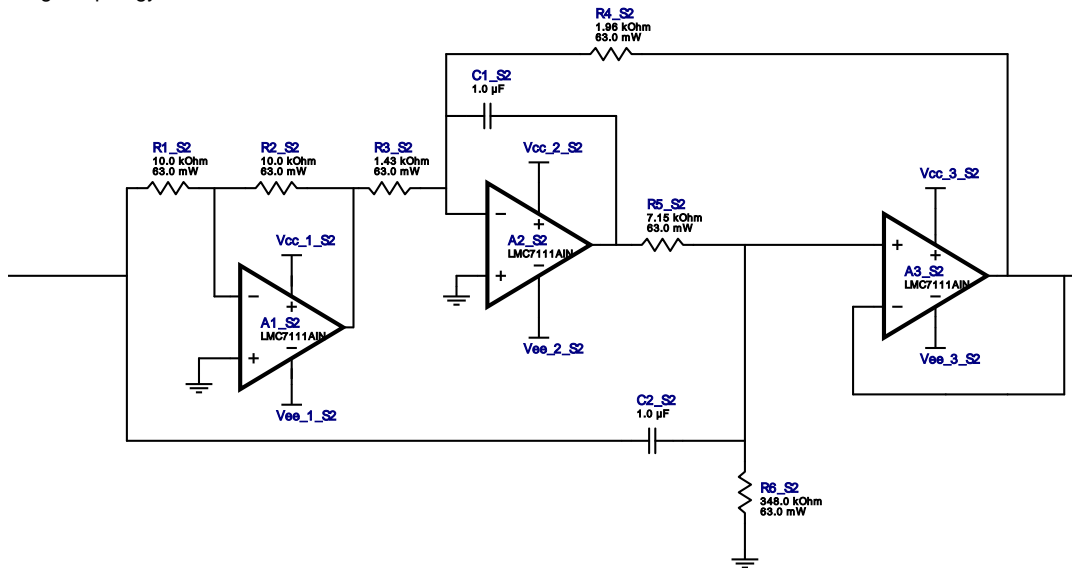 R4_S2
1.96 kOhm
63.0 mW
C1_S2
1.0 µF
R1_S2
10.0 kOhm
63.0 mW
R2_S2
10.0 kOhm
63.0 mW
R3_S2
1.43 kOhm
63.0 mW
Vcc_2_S2
Vcc_3_S2
R5_S2
7.15 kOhm
63.0 mW
Vcc_1_S2
A2_S2
LMC7111AIN
A3_S2
LMC7111AIN
A1_S2
LMC7111AIN
Vee_2_S2
Vee_3_S2
Vee_1_S2
C2_S2
1.0 µF
R6_S2
348.0 kOhm
63.0 mW